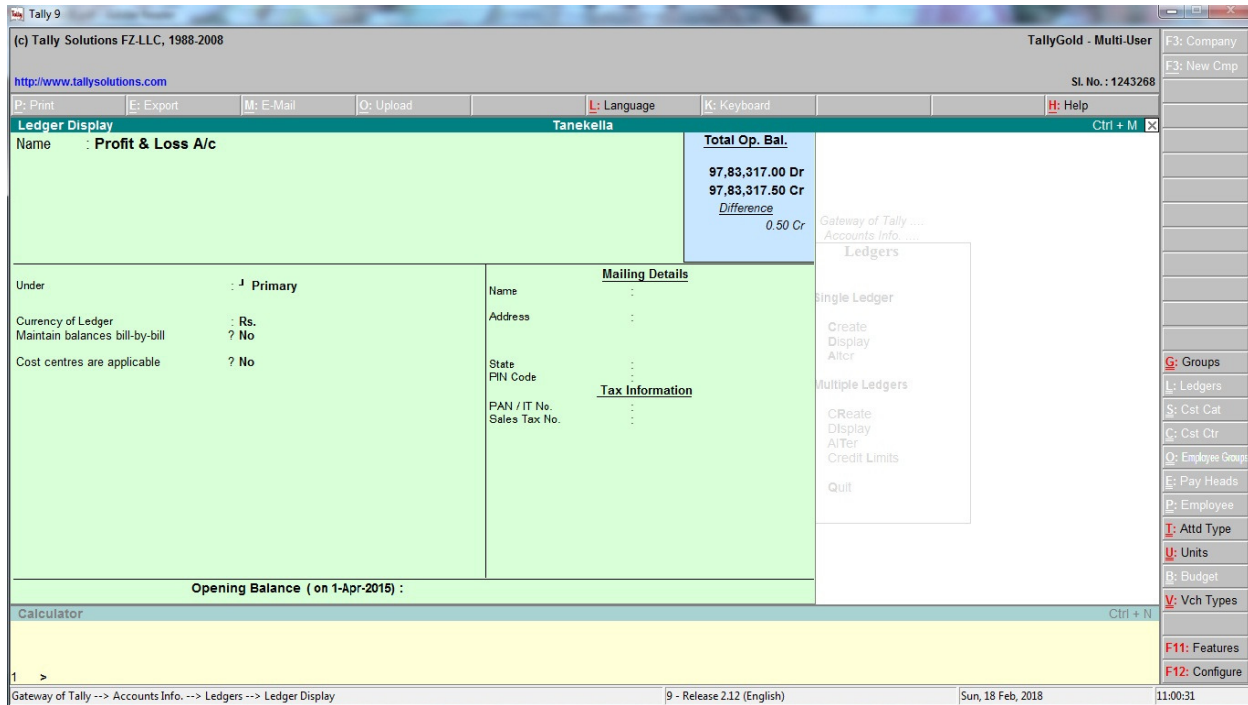 Tally 9
(c) Tally Solutions FZ-LLC, 1988-2008
TallyGold - Multi-User
http://www.tallysolutions.com
Sl. No. : 1243268
P: Print
E: Export
M: E-Mail
O: Upload
L: Language
K: Keyboard
H: Help
Ledger Display
Tanekella
Ctrl + M
Name : Profit & Loss A/c
Total Op. Bal.
97,83,317.00 Dr
97,83,317.50 Cr
Difference
0.50 Cr
Under : ┘ Primary
Currency of Ledger : Rs.
Maintain balances bill-by-bill ? No
Cost centres are applicable ? No
Mailing Details
Name :
Address :
State :
PIN Code :
Tax Information
PAN / IT No. :
Sales Tax No. :
Opening Balance ( on 1-Apr-2015) :
Gateway of Tally ....
Accounts Info. ....
Ledgers
Single Ledger
Create
Display
Alter
Multiple Ledgers
CReate
DIsplay
AlTer
Credit Limits
Quit
F3: Company
F3: New Cmp
G: Groups
L: Ledgers
S: Cst Cat
C: Cst Ctr
O: Employee Groups
E: Pay Heads
P: Employee
T: Attd Type
U: Units
B: Budget
V: Vch Types
F11: Features
F12: Configure
Calculator
Ctrl + N
1 >
Gateway of Tally --> Accounts Info. --> Ledgers --> Ledger Display
9 - Release 2.12 (English)
Sun, 18 Feb, 2018
11:00:31